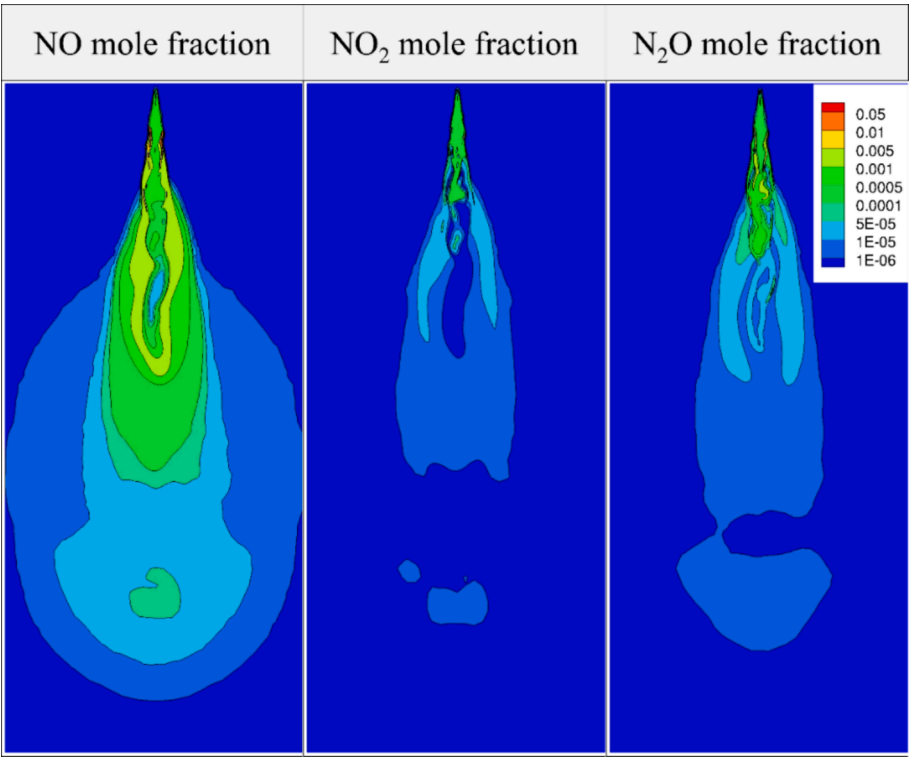 NO mole fraction
NO₂ mole fraction
N₂O mole fraction
0.05
0.01
0.005
0.001
0.0005
0.0001
5E-05
1E-05
1E-06